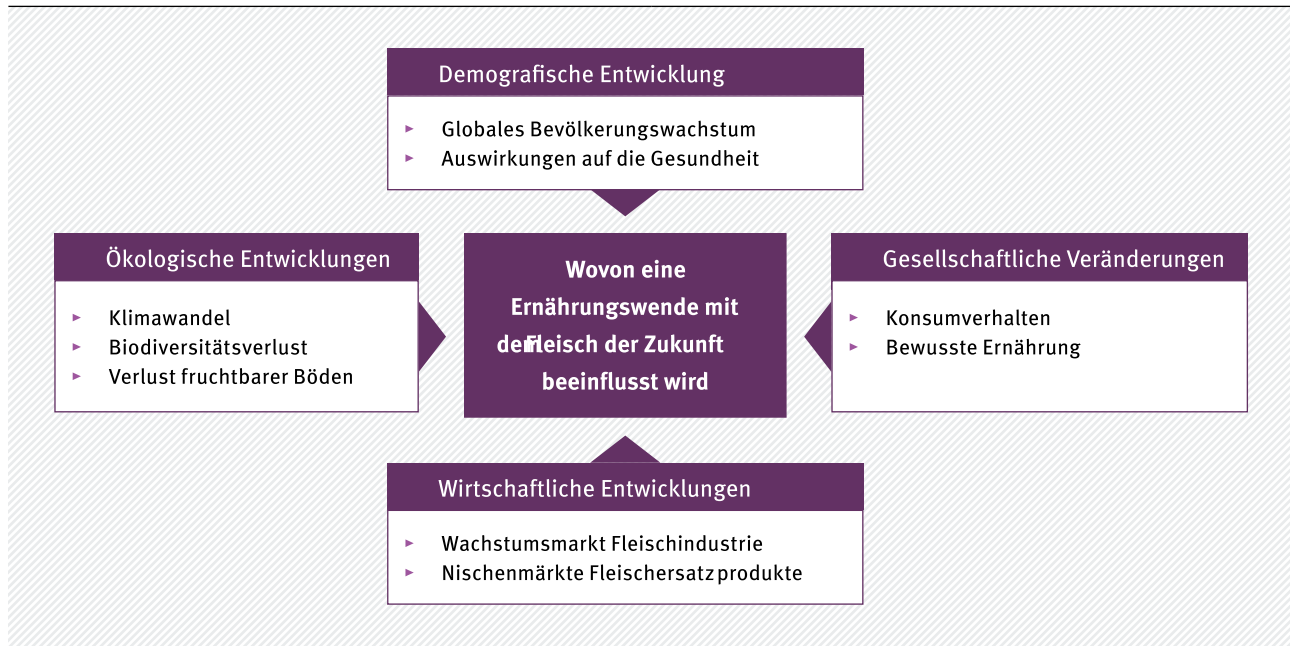 Demografische Entwicklung
Globales Bevölkerungswachstum
Auswirkungen auf die Gesundheit
Ökologische Entwicklungen
Klimawandel
Biodiversitätsverlust
Verlust fruchtbarer Böden
Wovon eine
Ernährungswende mit
dem Fleisch der Zukunft
beeinflusst wird
Gesellschaftliche Veränderungen
Konsumverhalten
Bewusste Ernährung
Wirtschaftliche Entwicklungen
Wachstumsmarkt Fleischindustrie
Nischenmärkte Fleischersatzprodukte